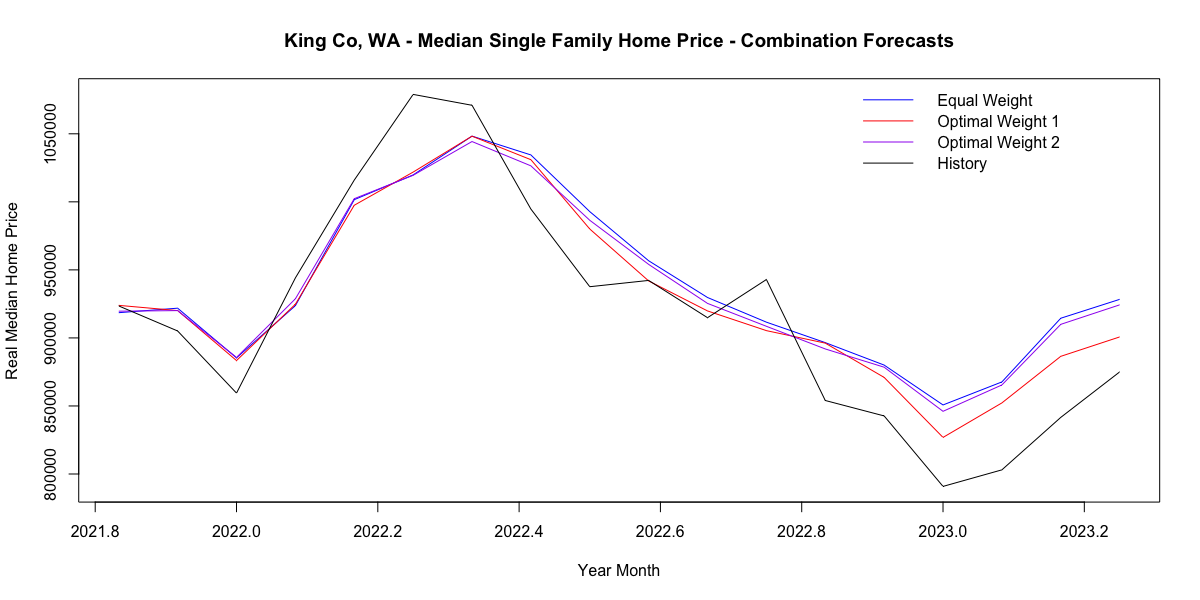 King Co, WA - Median Single Family Home Price - Combination Forecasts
Equal Weight
Optimal Weight 1
Optimal Weight 2
History
Real Median Home Price
1050000
950000
900000
850000
800000
2021.8 2022.0 2022.2 2022.4 2022.6 2022.8 2023.0 2023.2
Year Month